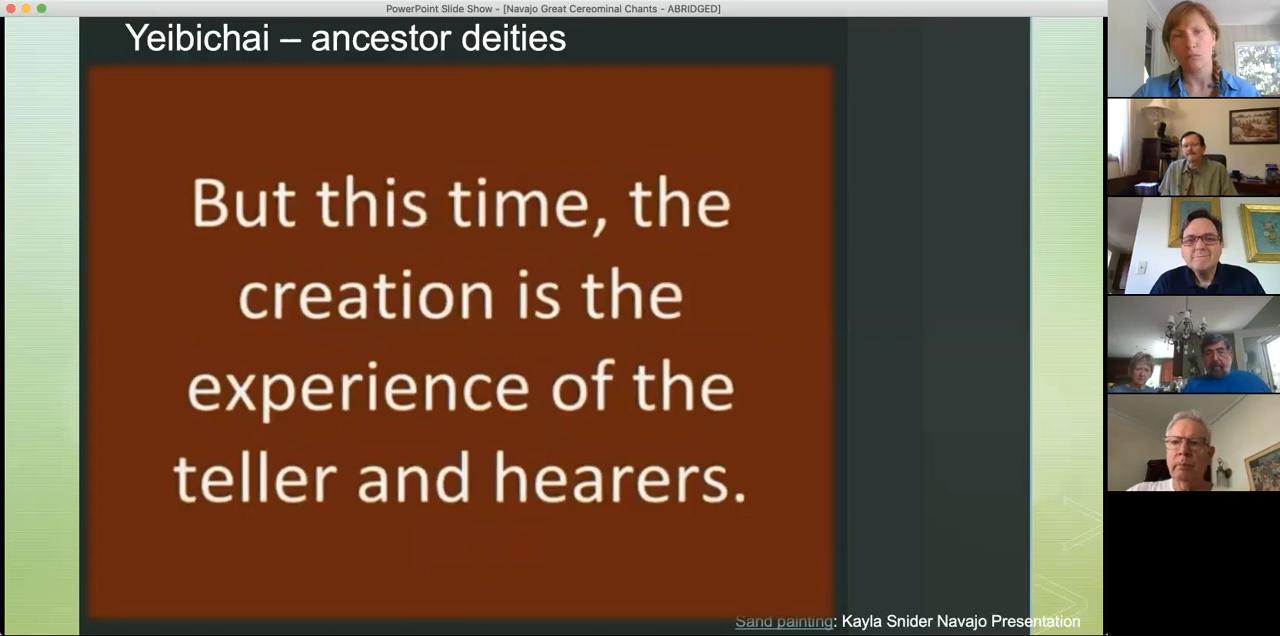 PowerPoint Slide Show - [Navajo Great Cereominal Chants - ABRIDGED]
Yeibichai – ancestor deities
But this time, the
creation is the
experience of the
teller and hearers.
Sand painting: Kayla Snider Navajo Presentation